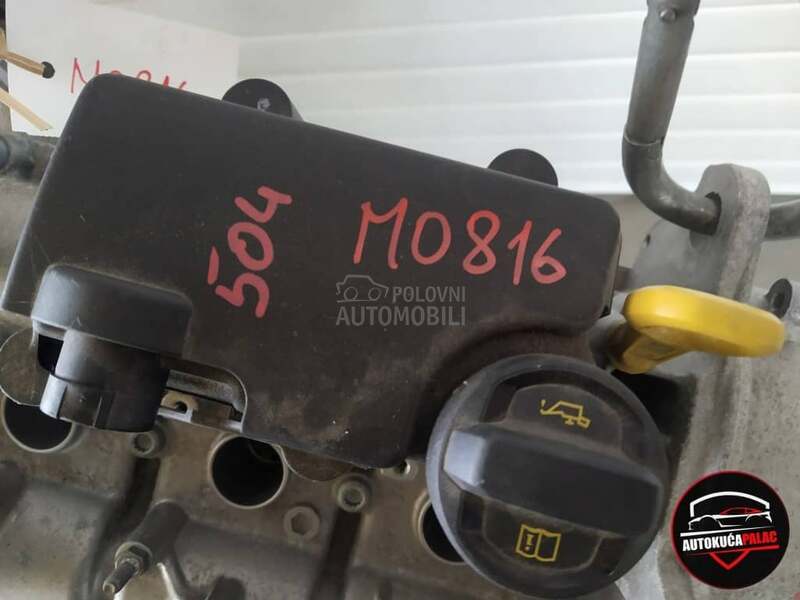 M0816
504
M0816
POLOVNI
AUTOMOBILI
AUTOKUĆAPALAC